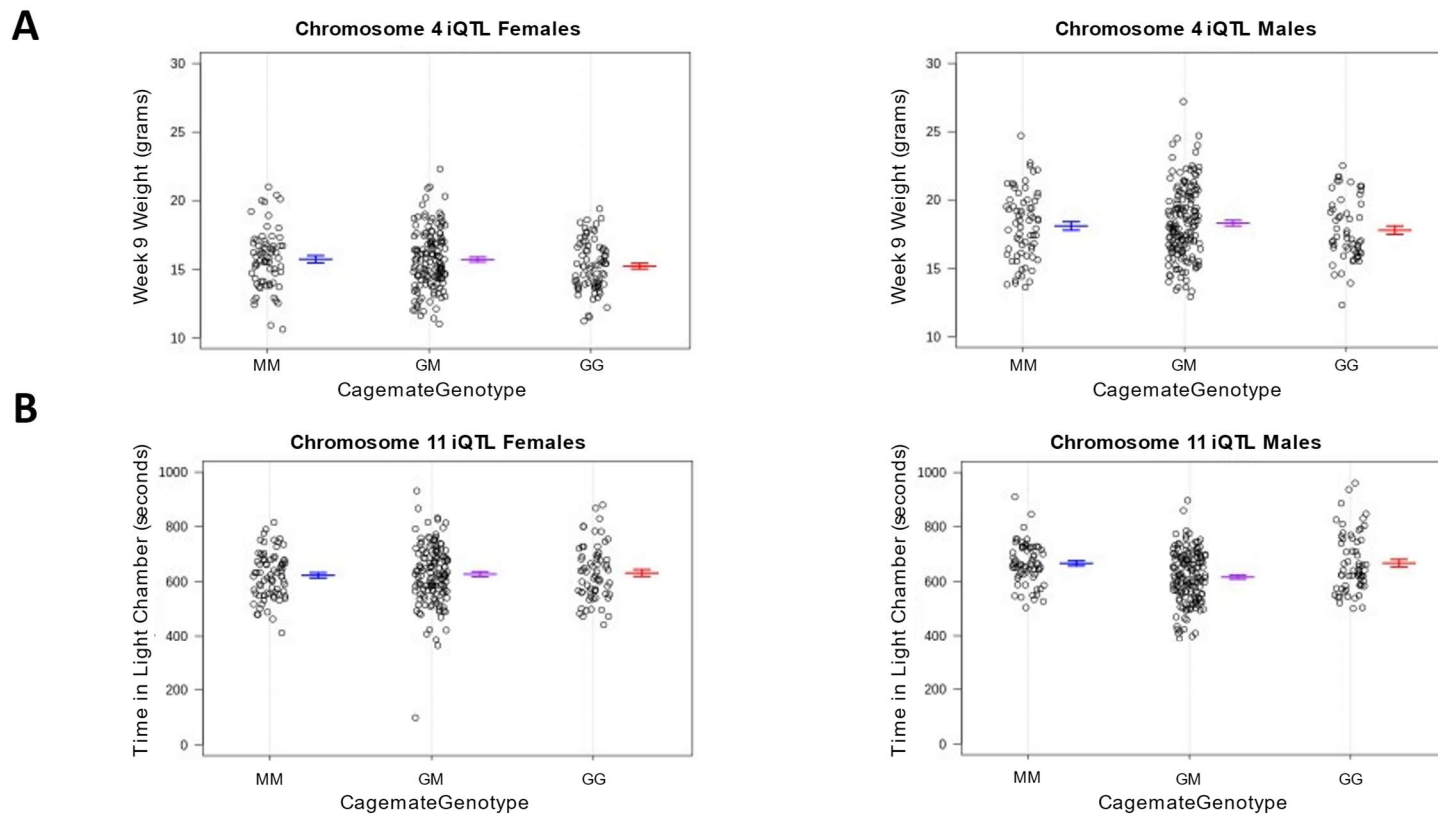 A
Chromosome 4 iQTL Females
Week 9 Weight (grams)
30
25
20
15
10
MM GM GG
CagemateGenotype
Chromosome 4 iQTL Males
Week 9 Weight (grams)
30
25
20
15
10
MM GM GG
CagemateGenotype
B
Chromosome 11 iQTL Females
Time in Light Chamber (seconds)
1000
800
600
400
200
0
MM GM GG
CagemateGenotype
Chromosome 11 iQTL Males
Time in Light Chamber (seconds)
1000
800
600
400
200
0
MM GM GG
CagemateGenotype